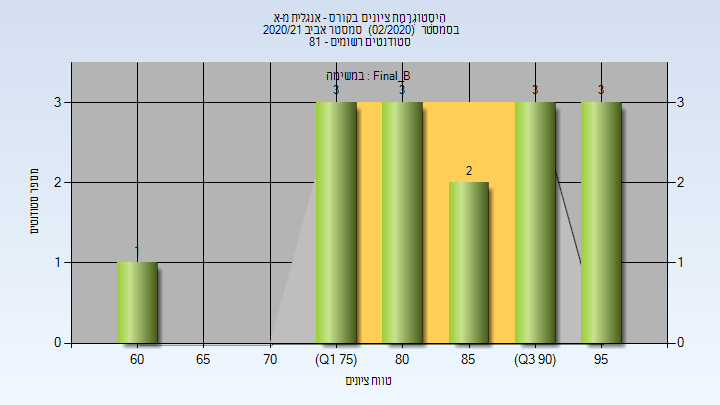 היסטוגרמת ציונים בקורס - אנגלית מ-א
בסמסטר (02/2020) סמסטר אביב 2020/21
סטודנטים רשומים - 81
במשימה : Final_B
3 3 2 3 3
1
3
2
1
0
3
2
1
0
מספר סטודנטים
60 65 70 (Q1 75) 80 85 (Q3 90) 95
טווח ציונים